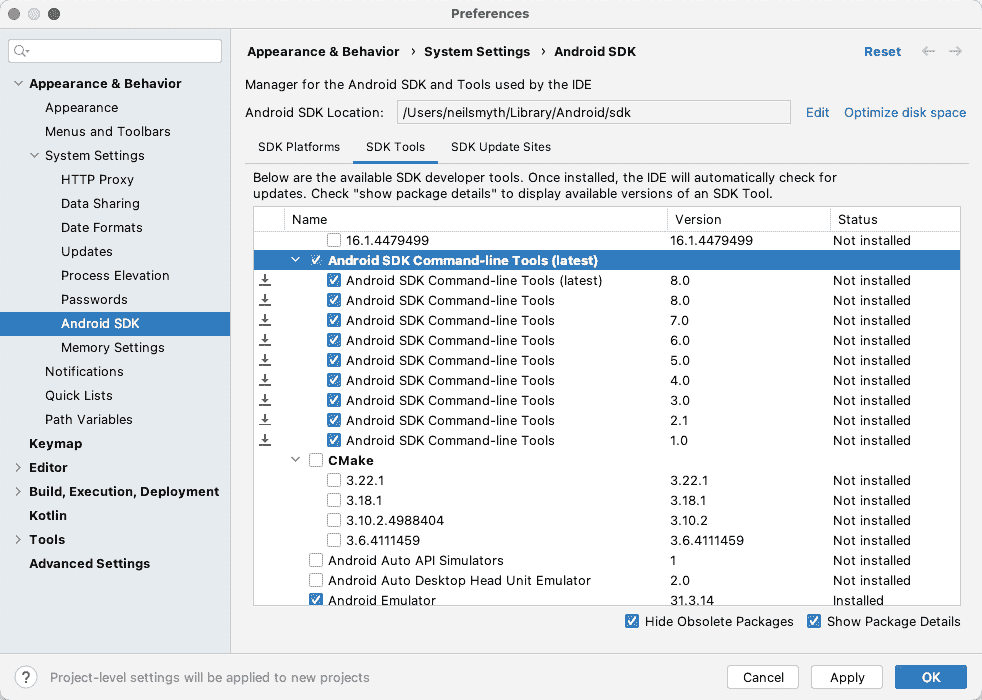 Preferences
Appearance & Behavior
Appearance
Menus and Toolbars
System Settings
HTTP Proxy
Data Sharing
Date Formats
Updates
Process Elevation
Passwords
Android SDK
Memory Settings
Notifications
Quick Lists
Path Variables
Keymap
Editor
Build, Execution, Deployment
Kotlin
Tools
Advanced Settings
Appearance & Behavior › System Settings › Android SDK Reset
Manager for the Android SDK and Tools used by the IDE
Android SDK Location: /Users/neilsmyth/Library/Android/sdk Edit Optimize disk space
SDK Platforms SDK Tools SDK Update Sites
Below are the available SDK developer tools. Once installed, the IDE will automatically check for
updates. Check "show package details" to display available versions of an SDK Tool.
Name Version Status
16.1.4479499 16.1.4479499 Not installed
Android SDK Command-line Tools (latest)
Android SDK Command-line Tools (latest) 8.0 Not installed
Android SDK Command-line Tools 8.0 Not installed
Android SDK Command-line Tools 7.0 Not installed
Android SDK Command-line Tools 6.0 Not installed
Android SDK Command-line Tools 5.0 Not installed
Android SDK Command-line Tools 4.0 Not installed
Android SDK Command-line Tools 3.0 Not installed
Android SDK Command-line Tools 2.1 Not installed
Android SDK Command-line Tools 1.0 Not installed
CMake
3.22.1 3.22.1 Not installed
3.18.1 3.18.1 Not installed
3.10.2.4988404 3.10.2 Not installed
3.6.4111459 3.6.4111459 Not installed
Android Auto API Simulators 1 Not installed
Android Auto Desktop Head Unit Emulator 2.0 Not installed
Android Emulator 31.3.14 Installed
Hide Obsolete Packages Show Package Details
? Project-level settings will be applied to new projects Cancel Apply OK